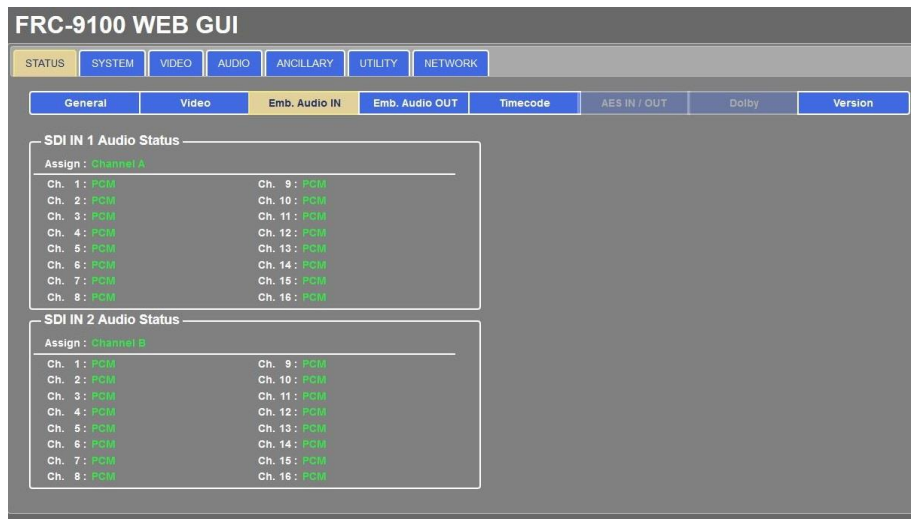 FRC-9100 WEB GUI
STATUS SYSTEM VIDEO AUDIO ANCILLARY UTILITY NETWORK
General Video Emb. Audio IN Emb. Audio OUT Timecode AES IN / OUT Dolby Version
SDI IN 1 Audio Status
Assign : Channel A
Ch. 1 : PCM Ch. 9 : PCM
Ch. 2 : PCM Ch. 10 : PCM
Ch. 3 : PCM Ch. 11 : PCM
Ch. 4 : PCM Ch. 12 : PCM
Ch. 5 : PCM Ch. 13 : PCM
Ch. 6 : PCM Ch. 14 : PCM
Ch. 7 : PCM Ch. 15 : PCM
Ch. 8 : PCM Ch. 16 : PCM
SDI IN 2 Audio Status
Assign : Channel B
Ch. 1 : PCM Ch. 9 : PCM
Ch. 2 : PCM Ch. 10 : PCM
Ch. 3 : PCM Ch. 11 : PCM
Ch. 4 : PCM Ch. 12 : PCM
Ch. 5 : PCM Ch. 13 : PCM
Ch. 6 : PCM Ch. 14 : PCM
Ch. 7 : PCM Ch. 15 : PCM
Ch. 8 : PCM Ch. 16 : PCM